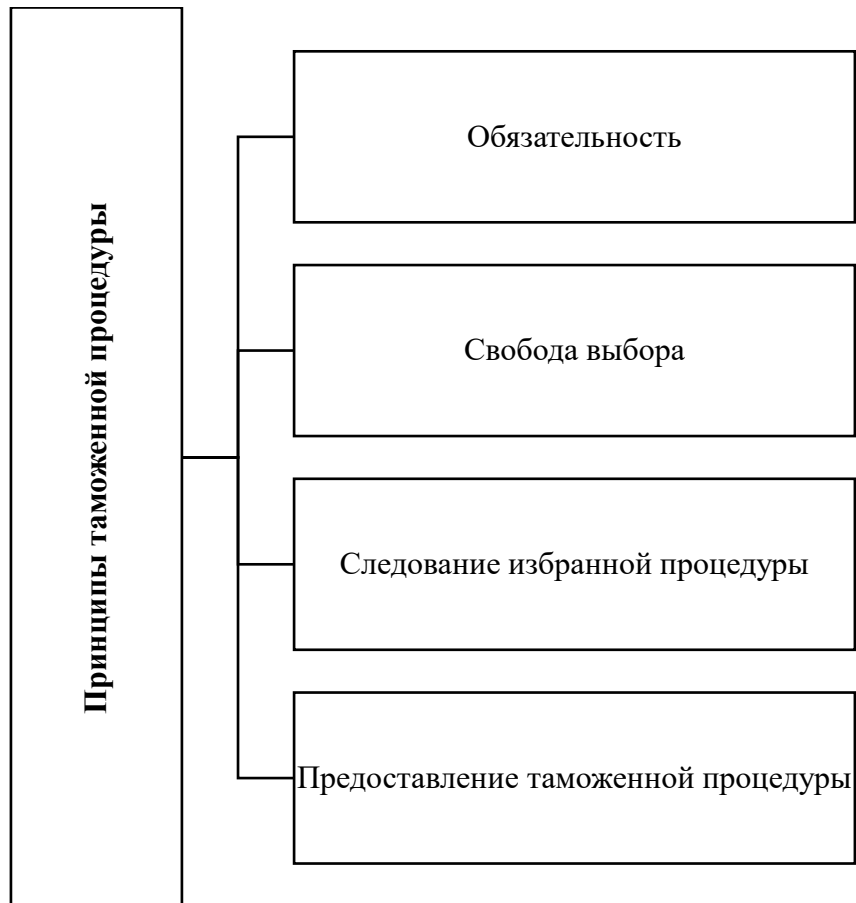 Принципы таможенной процедуры
Обязательность
Свобода выбора
Следование избранной процедуры
Предоставление таможенной процедуры